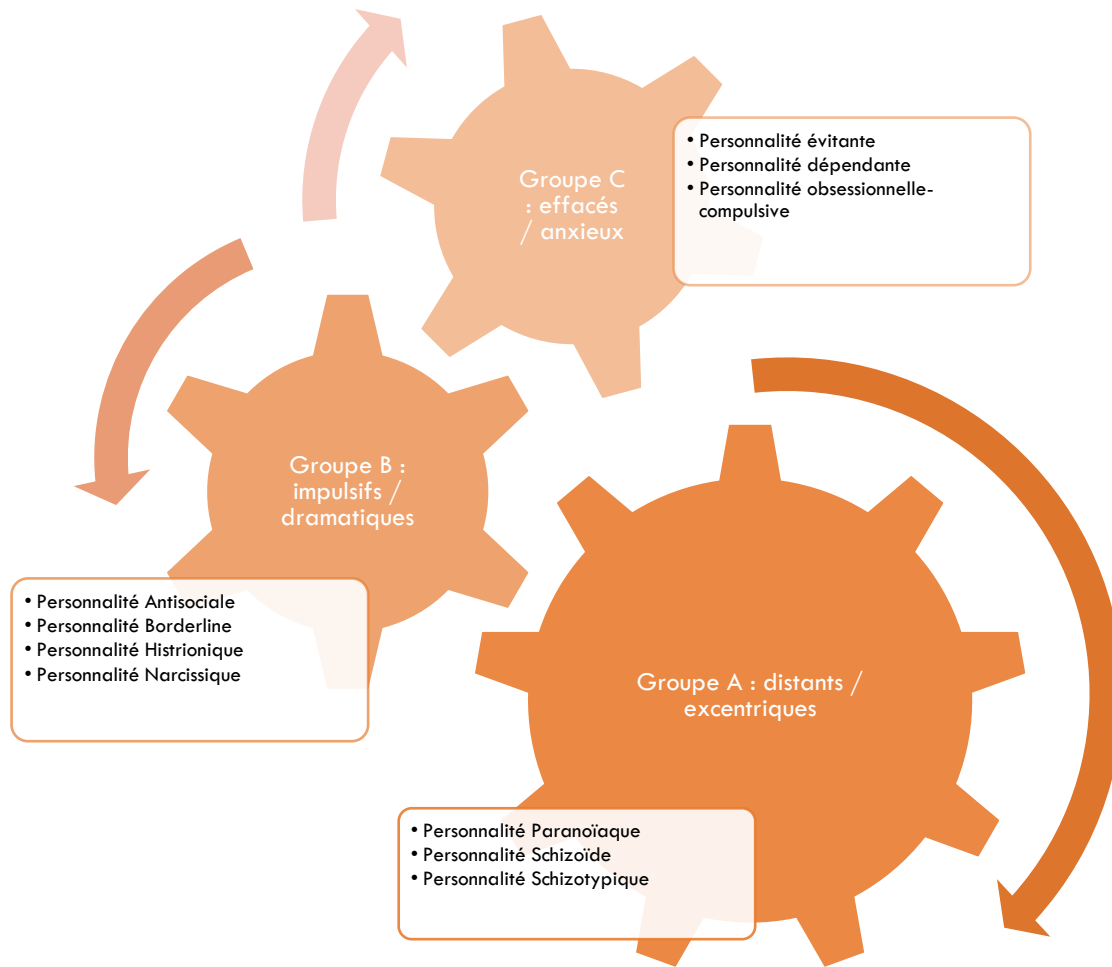 Groupe C
: effacés
/ anxieux
• Personnalité évitante
• Personnalité dépendante
• Personnalité obsessionnelle-
compulsive
Groupe B :
impulsifs /
dramatiques
• Personnalité Antisociale
• Personnalité Borderline
• Personnalité Histrionique
• Personnalité Narcissique
Groupe A : distants /
excentriques
• Personnalité Paranoïaque
• Personnalité Schizoïde
• Personnalité Schizotypique